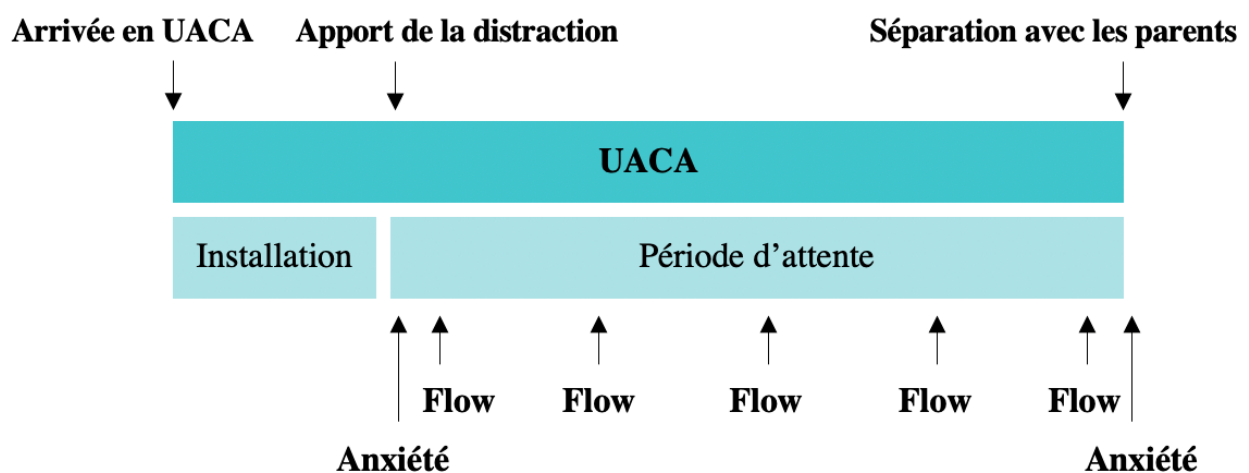 Arrivée en UACA
Apport de la distraction
Séparation avec les parents
UACA
Installation
Période d’attente
Flow
Flow
Flow
Flow
Flow
Anxiété
Anxiété